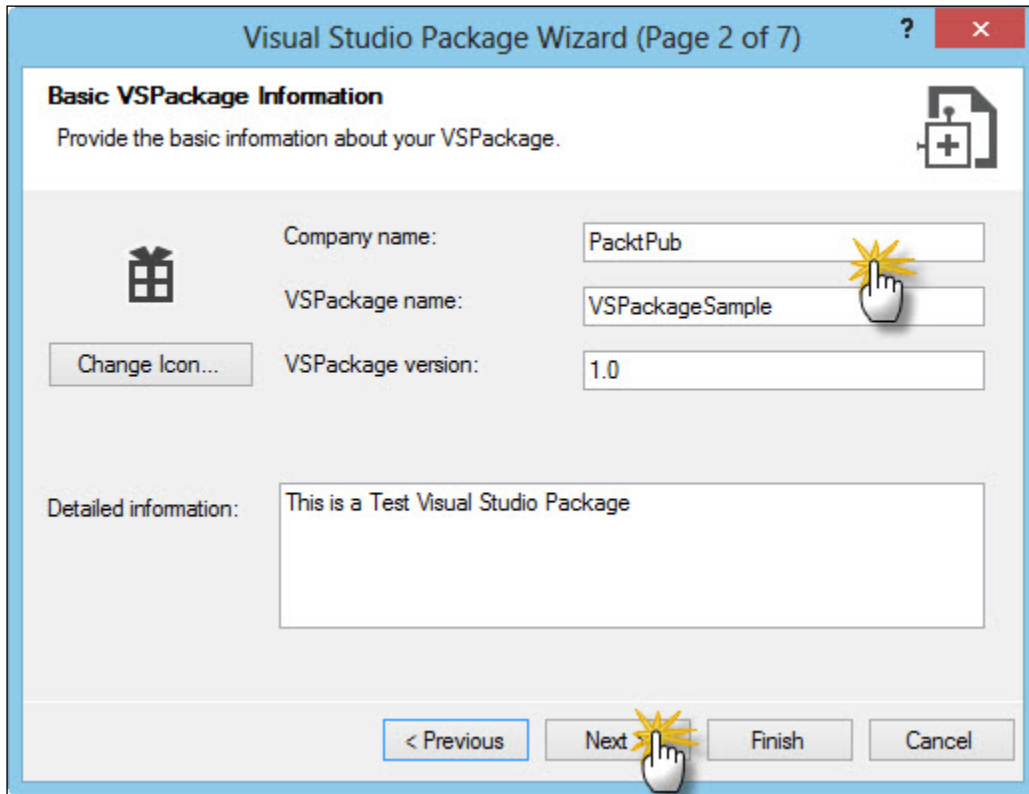 Visual Studio Package Wizard (Page 2 of 7)
?
Basic VSPackage Information
Provide the basic information about your VSPackage.
Company name:
PacktPub
VSPackage name:
VSPackageSample
Change Icon...
VSPackage version:
1.0
Detailed information:
This is a Test Visual Studio Package
< Previous
Next
Finish
Cancel